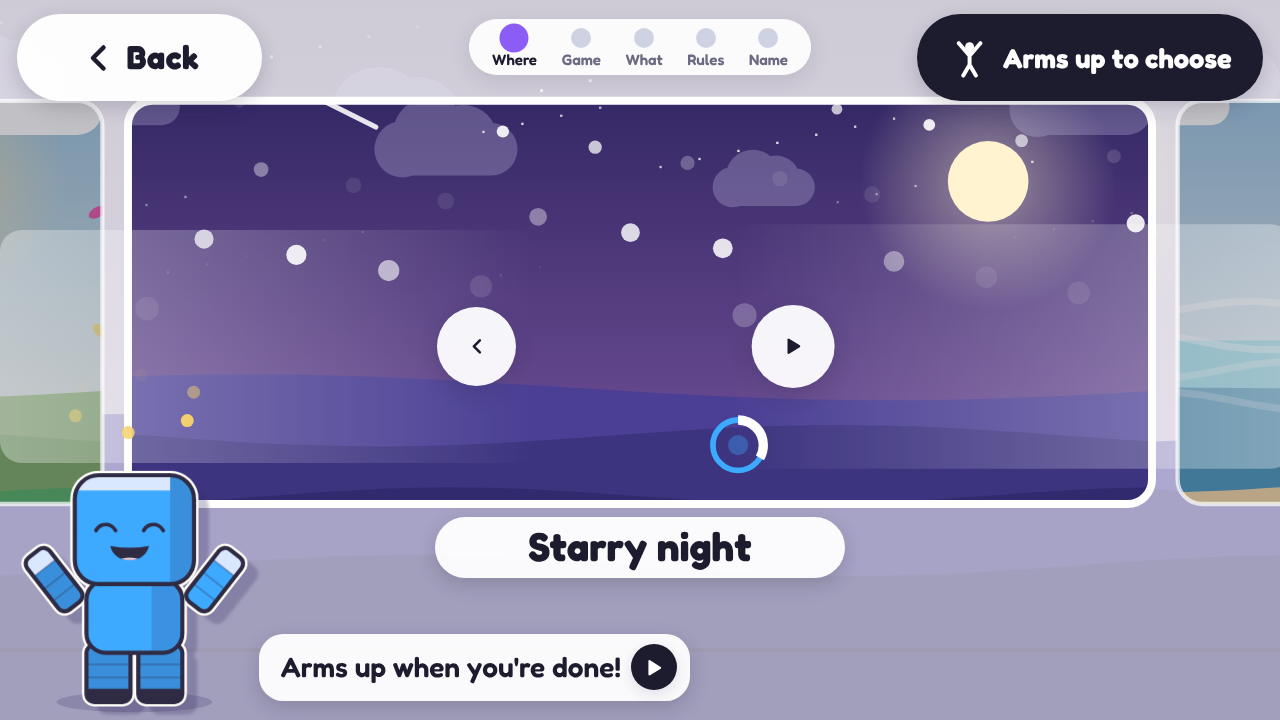 Back
Where
Game
What
Rules
Name
Arms up to choose
Starry night
Arms up when you're done!